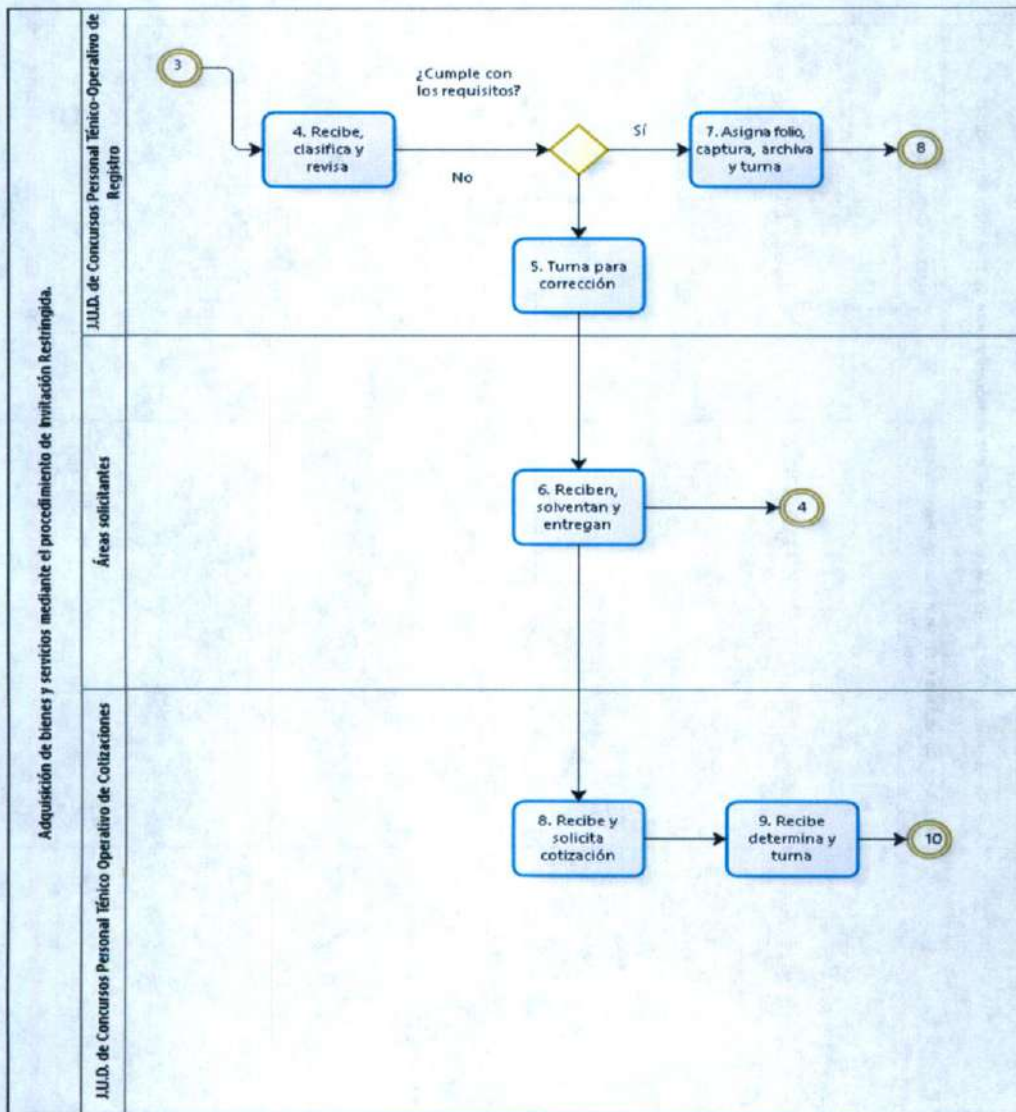 Adquisición de bienes y servicios mediante el procedimiento de Invitación Restringida.
J.U.D. de Concursos Personal Ténico-Operativo de
Registro
3
4. Recibe,
clasifica y
revisa
¿Cumple con
los requisitos?
No
Sí
7. Asigna folio,
captura, archiva
y turna
8
5. Turna para
corrección
Áreas solicitantes
6. Reciben,
solventan y
entregan
4
J.U.D. de Concursos Personal Técnico Operativo de Cotizaciones
8. Recibe y
solicita
cotización
9. Recibe
determina y
turna
10